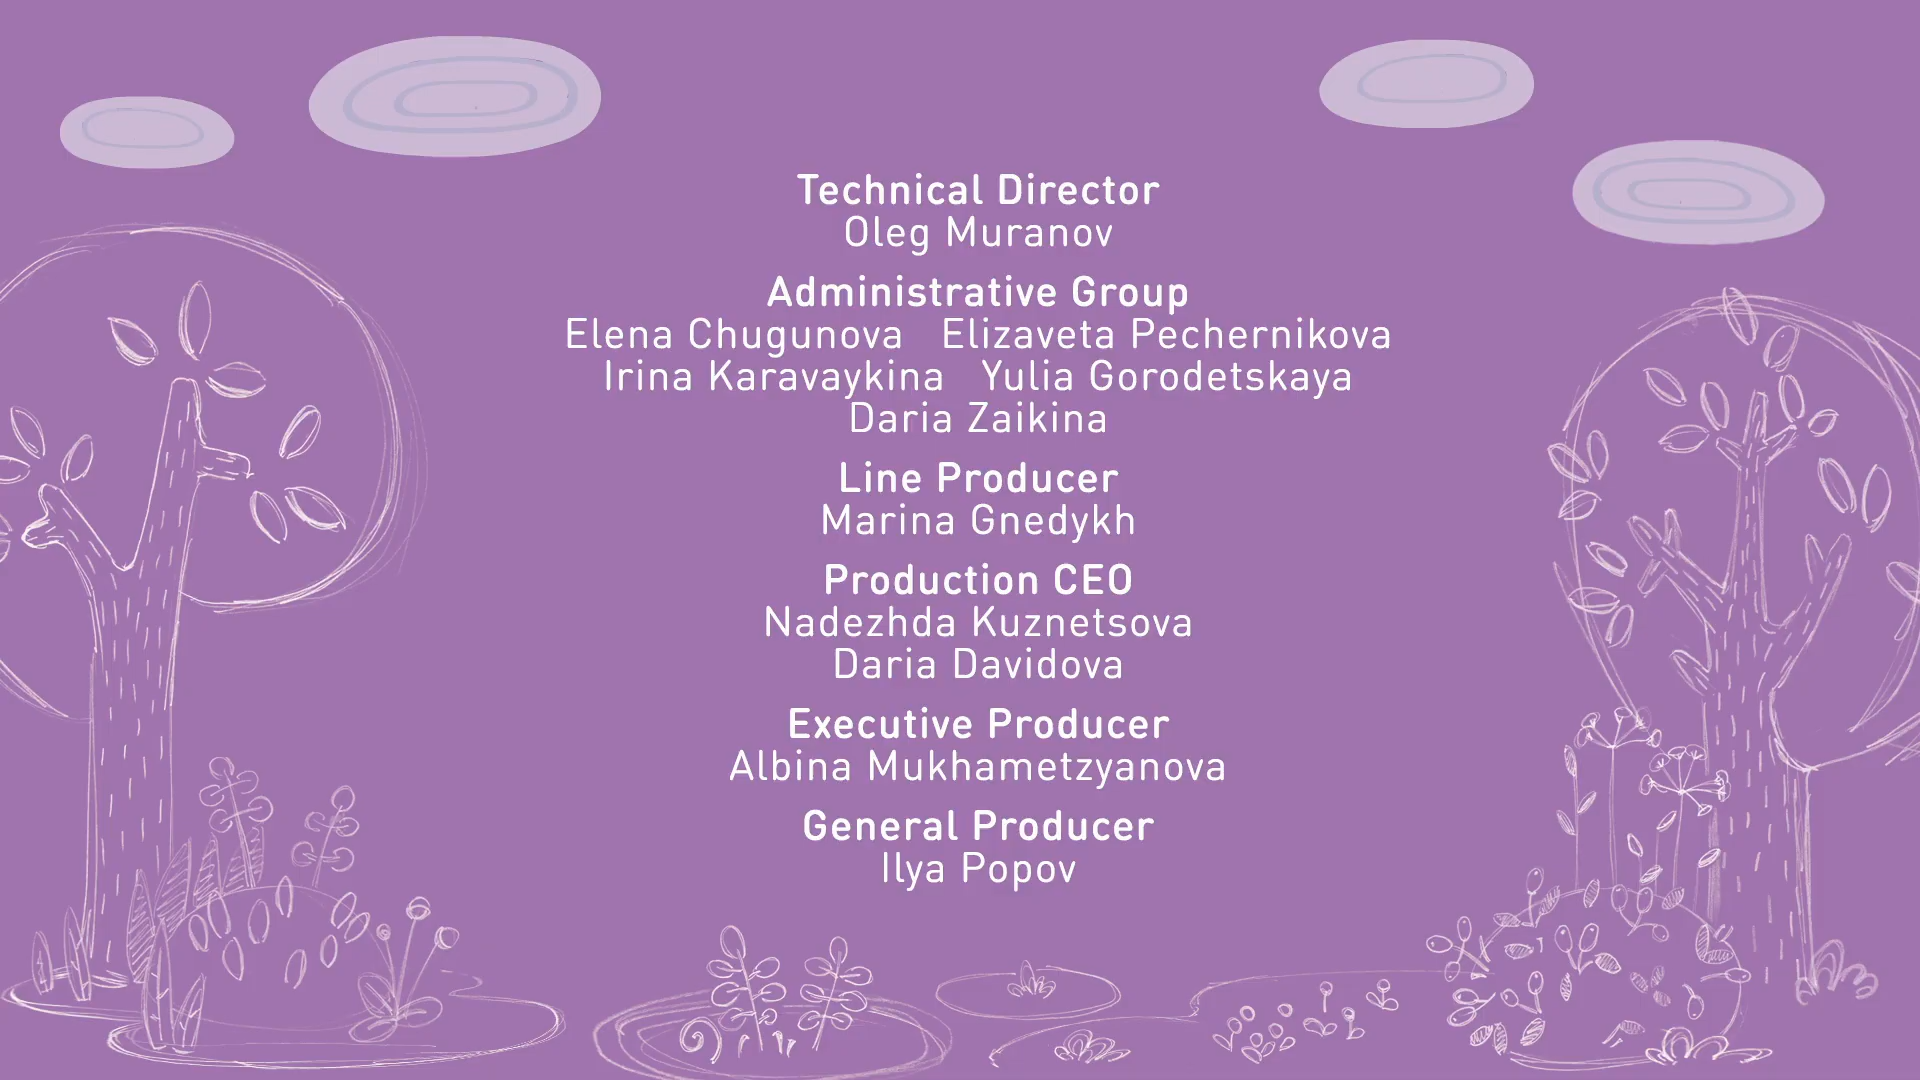 Technical Director
Oleg Muranov
Administrative Group
Elena Chugunova   Elizaveta Pechernikova
Irina Karavaykina   Yulia Gorodetskaya
Daria Zaikina
Line Producer
Marina Gnedykh
Production CEO
Nadezhda Kuznetsova
Daria Davidova
Executive Producer
Albina Mukhametzyanova
General Producer
Ilya Popov